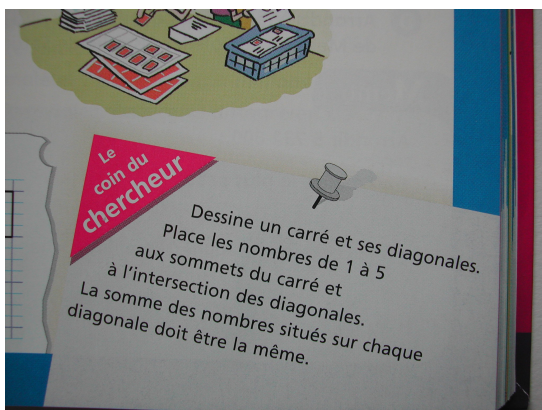 Le
coin du
chercheur
Dessine un carré et ses diagonales.
Place les nombres de 1 à 5
aux sommets du carré et
à l'intersection des diagonales.
La somme des nombres situés sur chaque
diagonale doit être la même.